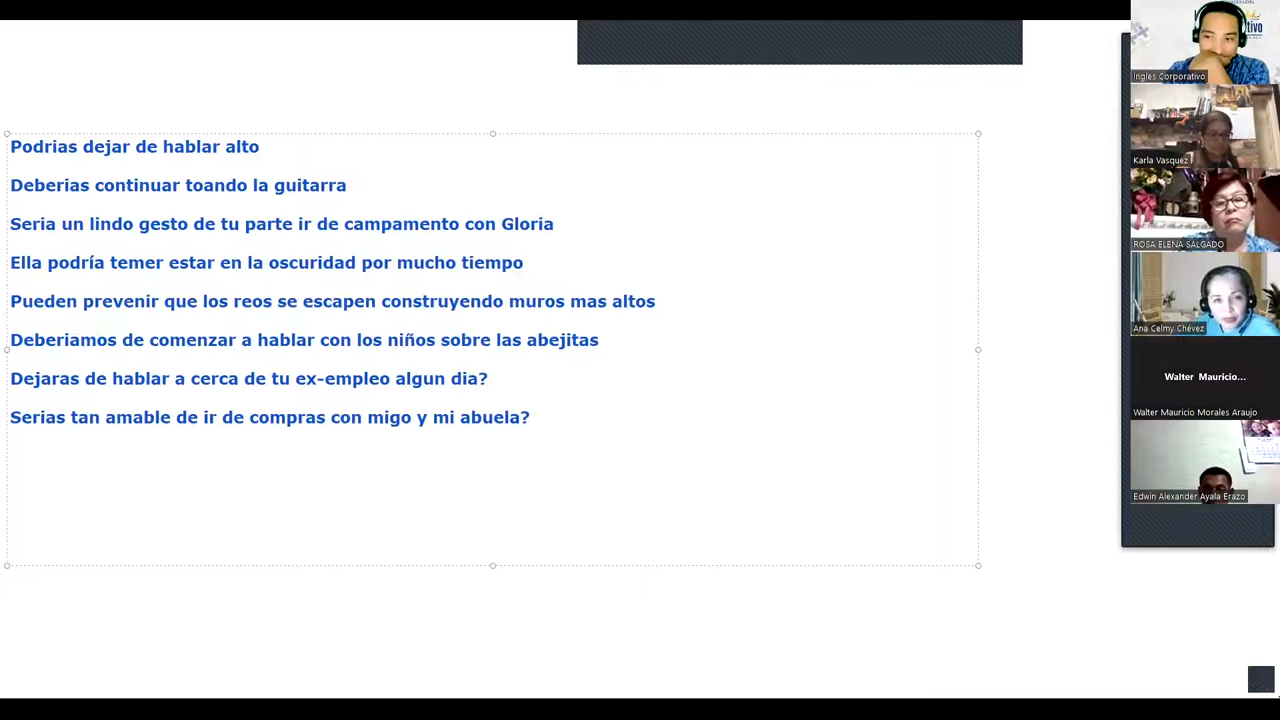 Podrias dejar de hablar alto
Deberias continuar toando la guitarra
Seria un lindo gesto de tu parte ir de campamento con Gloria
Ella podría temer estar en la oscuridad por mucho tiempo
Pueden prevenir que los reos se escapen construyendo muros mas altos
Deberiamos de comenzar a hablar con los niños sobre las abejitas
Dejaras de hablar a cerca de tu ex-empleo algun dia?
Serias tan amable de ir de compras con migo y mi abuela?
Ingles Corporativo
Karla Vasquez
ROSA ELENA SALGADO
Ana Celmy Chévez
Walter Mauricio...
Walter Mauricio Morales Araujo
Edwin Alexander Ayala Erazo